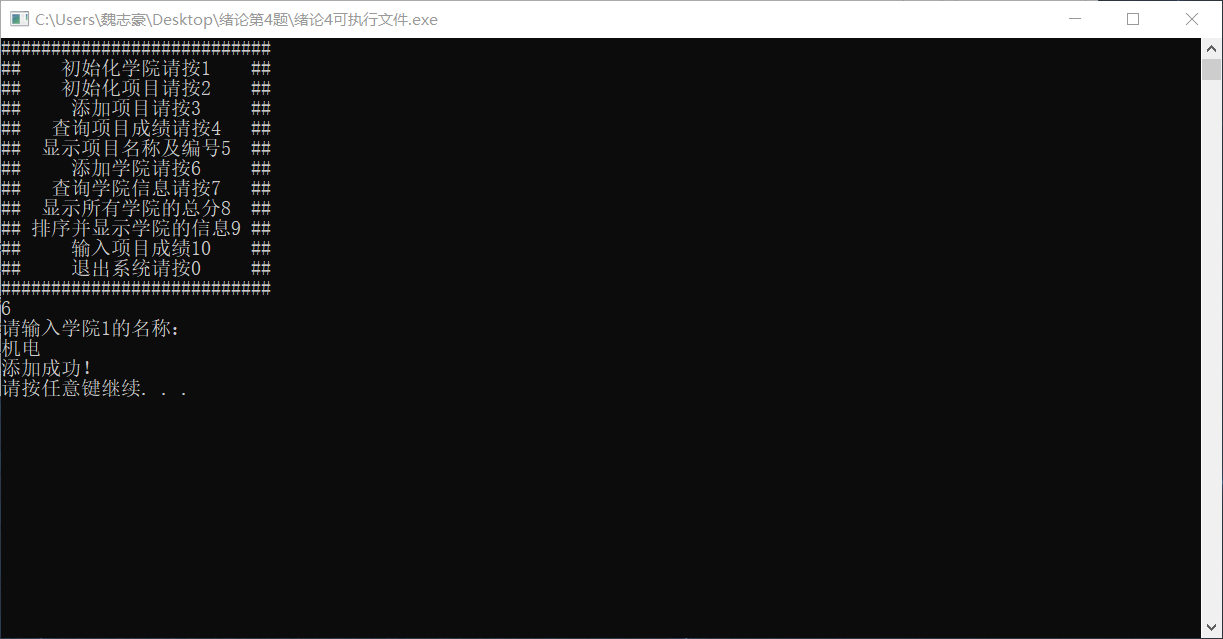 C:\Users\魏志豪\Desktop\绪论第4题\绪论4可执行文件.exe
###########################
##    初始化学院请按1    ##
##    初始化项目请按2    ##
##     添加项目请按3     ##
##   查询项目成绩请按4   ##
##  显示项目名称及编号5  ##
##     添加学院请按6     ##
##   查询学院信息请按7   ##
##  显示所有学院的总分8  ##
## 排序并显示学院的信息9 ##
##     输入项目成绩10    ##
##     退出系统请按0     ##
###########################
6
请输入学院1的名称:
机电
添加成功!
请按任意键继续. . .